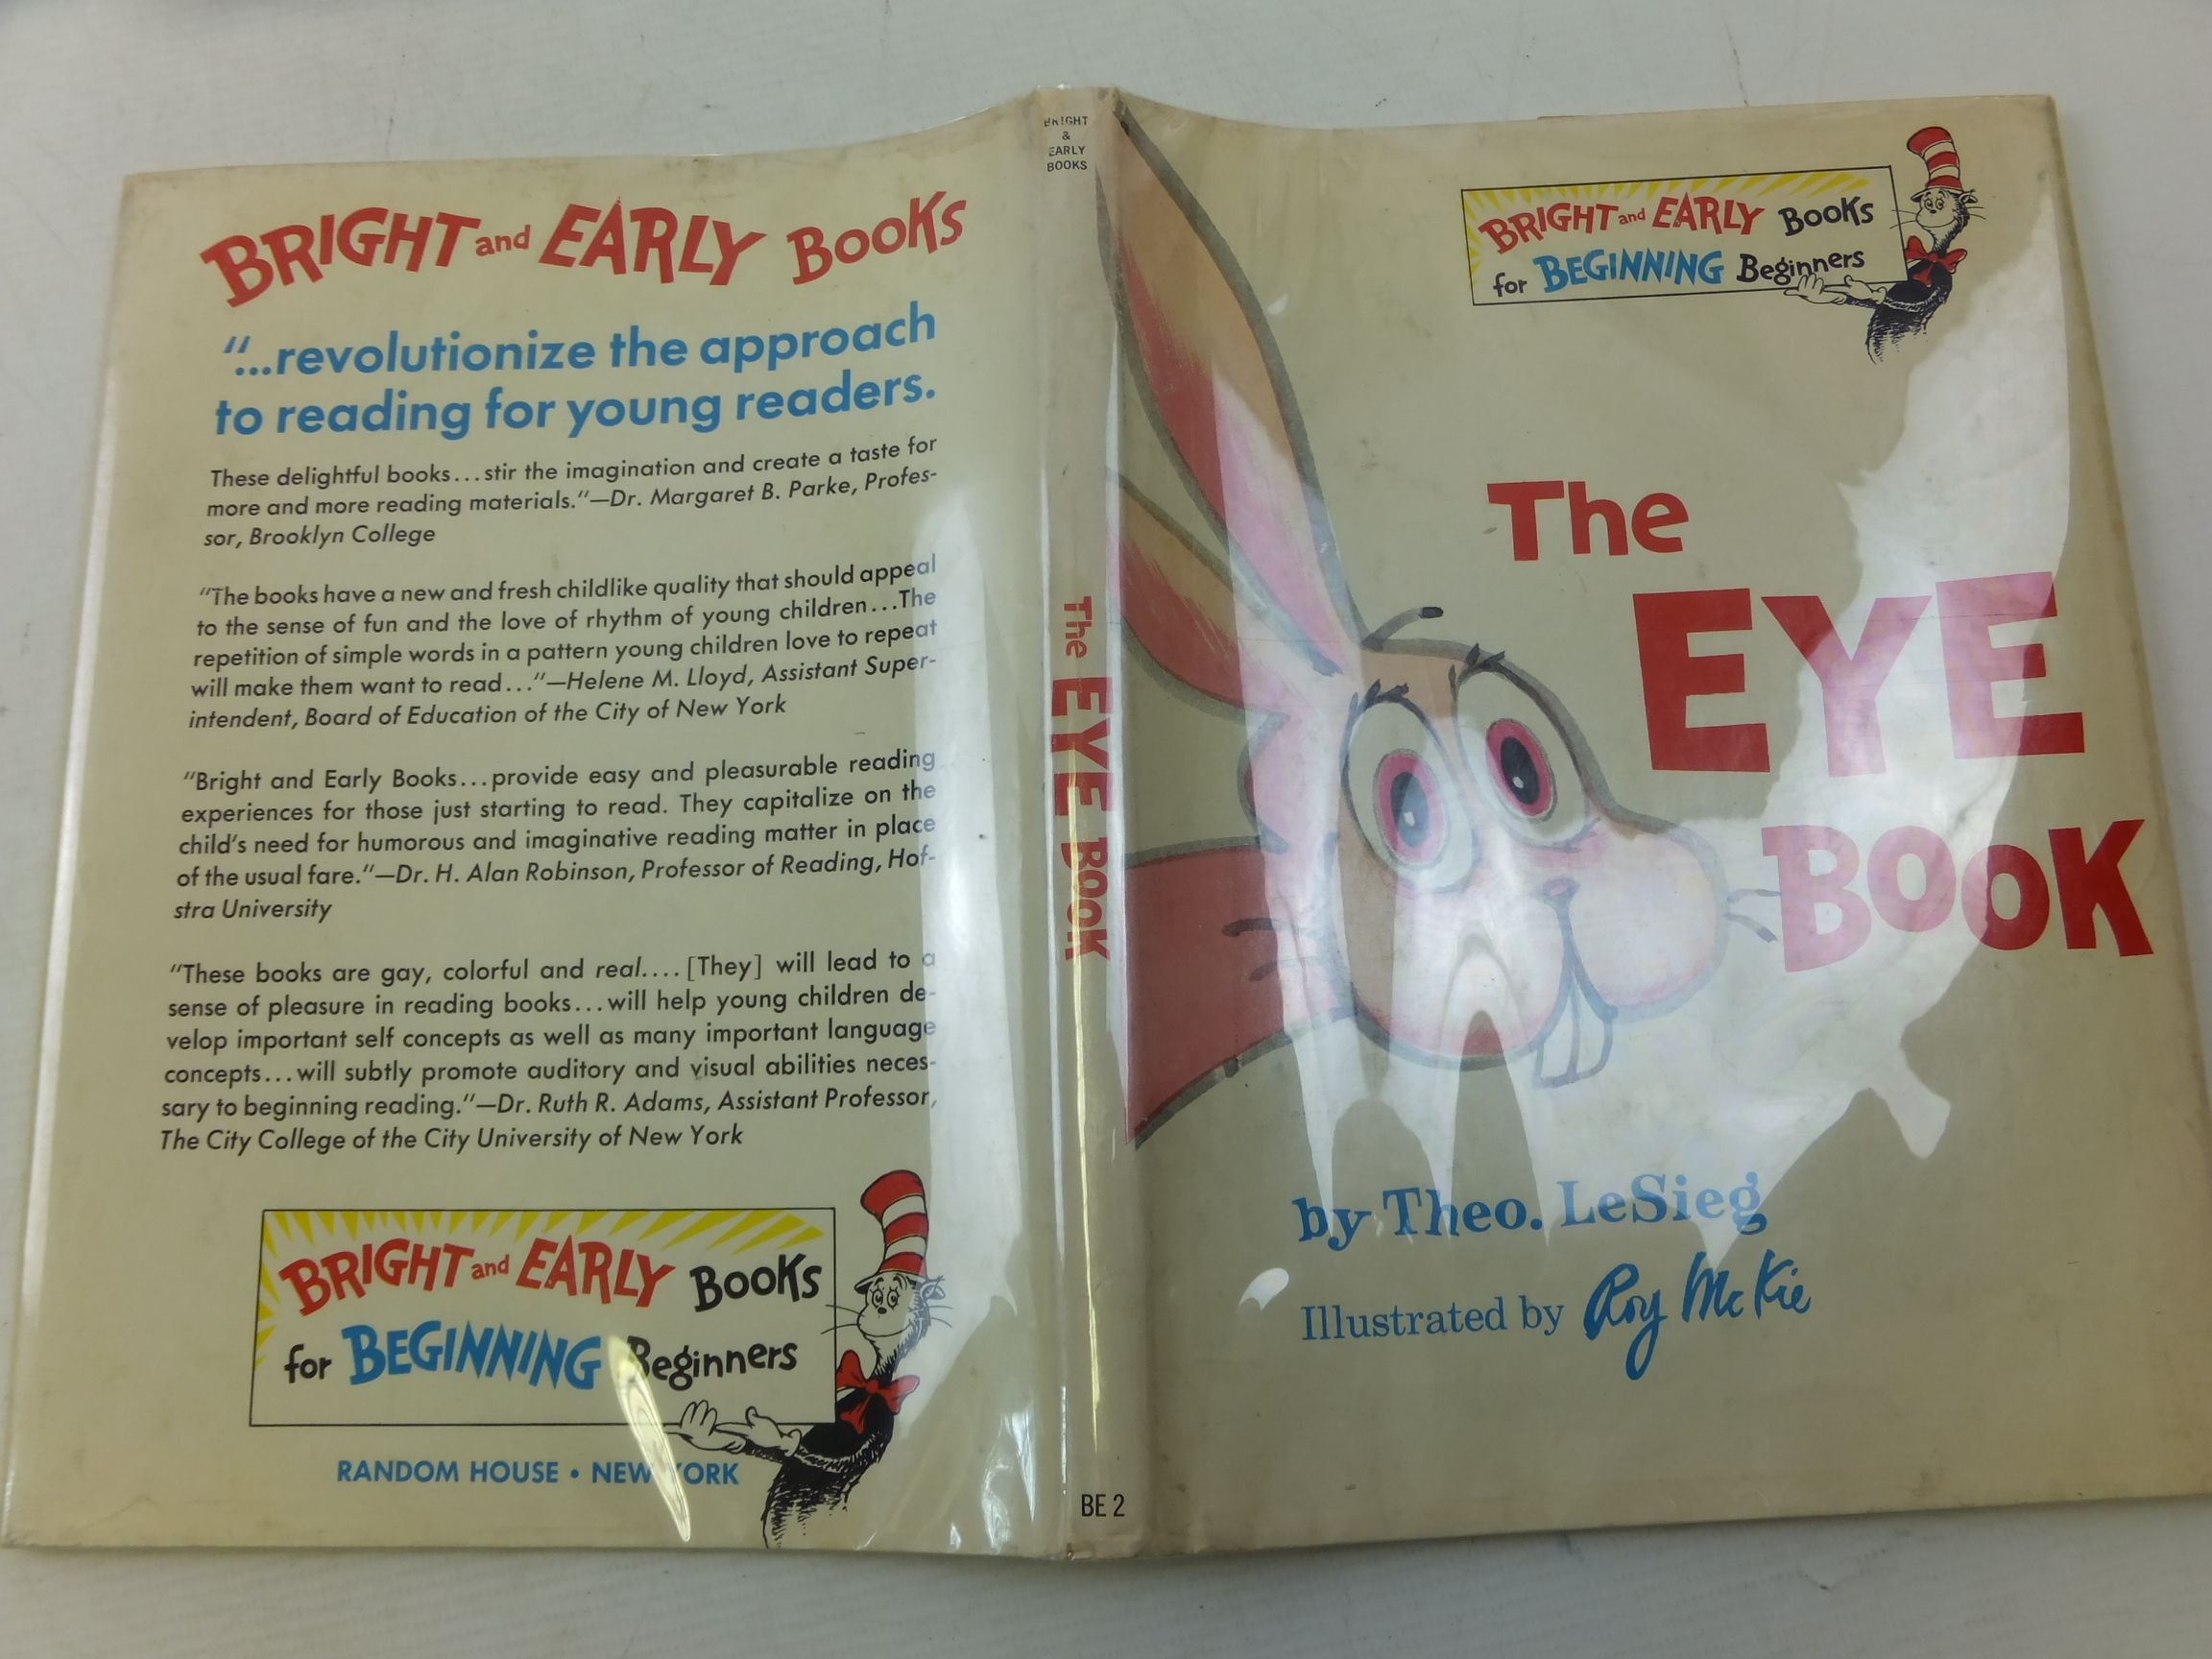 BRIGHT and EARLY BOOKS
"...revolutionize the approach
to reading for young readers.
These delightful books...stir the imagination and create a taste for
more and more reading materials."—Dr. Margaret B. Parke, Profes-
sor, Brooklyn College
"The books have a new and fresh childlike quality that should appeal
to the sense of fun and the love of rhythm of young children...The
repetition of simple words in a pattern young children love to repeat
will make them want to read..."—Helene M. Lloyd, Assistant Super-
intendent, Board of Education of the City of New York
"Bright and Early Books...provide easy and pleasurable reading
experiences for those just starting to read. They capitalize on the
child's need for humorous and imaginative reading matter in place
of the usual fare."—Dr. H. Alan Robinson, Professor of Reading, Hof-
stra University
"These books are gay, colorful and real.... [They] will lead to a
sense of pleasure in reading books...will help young children de-
velop important self concepts as well as many important language
concepts...will subtly promote auditory and visual abilities neces-
sary to beginning reading."—Dr. Ruth R. Adams, Assistant Professor,
The City College of the City University of New York
BRIGHT and EARLY BOOKS
for BEGINNING Beginners
RANDOM HOUSE • NEW YORK
BRIGHT
&
EARLY
BOOKS
The EYE BOOK
BE 2
BRIGHT and EARLY BOOKS
for BEGINNING Beginners
The
EYE
BOOK
by Theo. LeSieg
Illustrated by Roy McKie